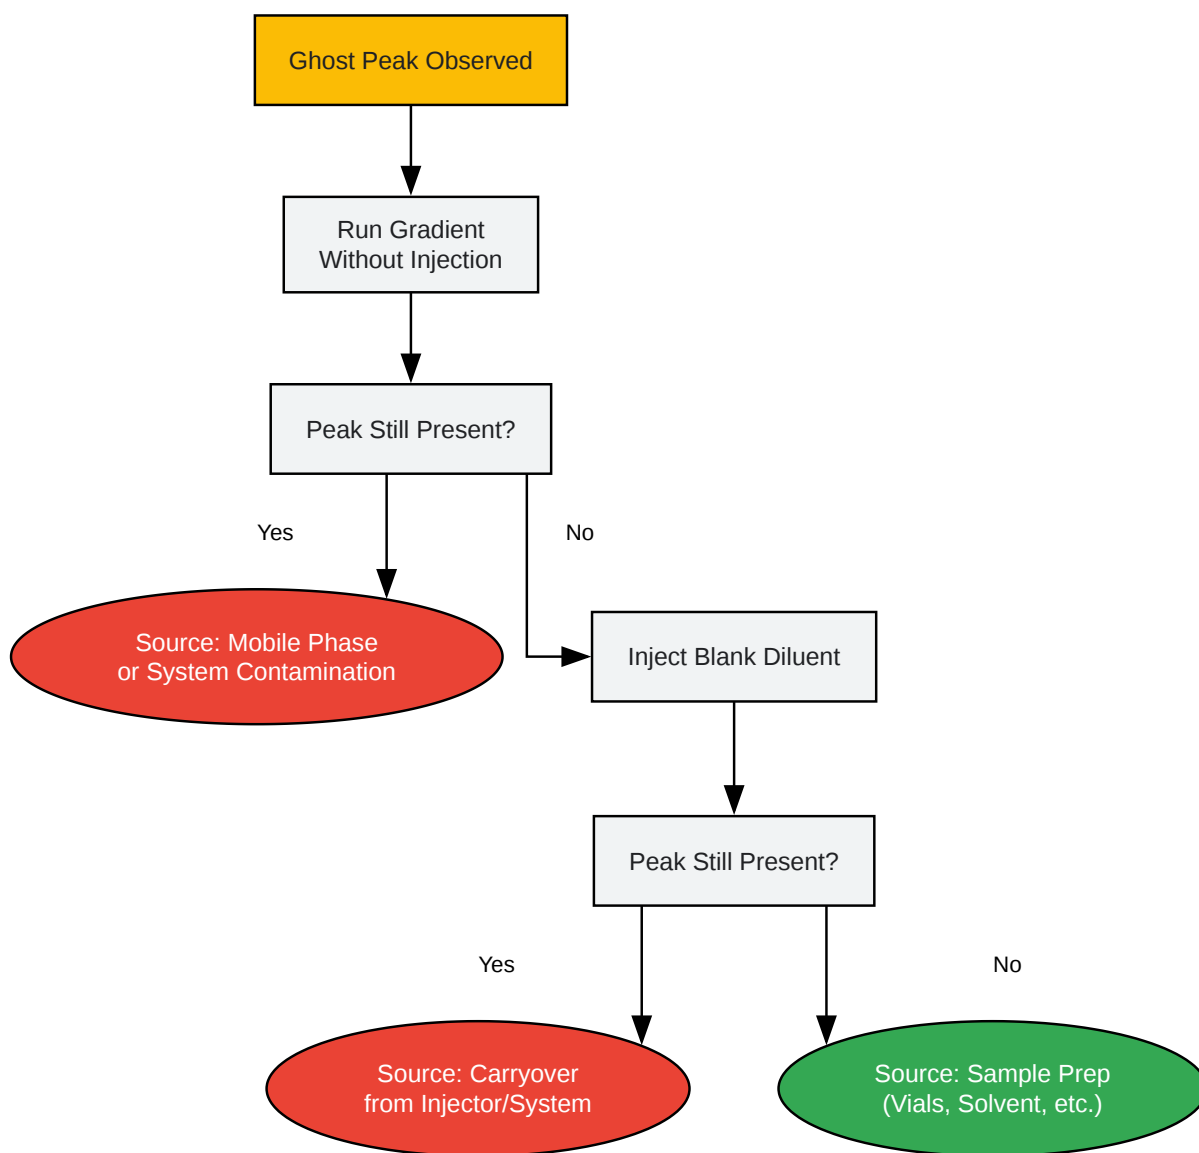 Ghost Peak Observed
Run Gradient
Without Injection
Peak Still Present?
Yes
No
Source: Mobile Phase
or System Contamination
Inject Blank Diluent
Peak Still Present?
Yes
No
Source: Carryover
from Injector/System
Source: Sample Prep
(Vials, Solvent, etc.)